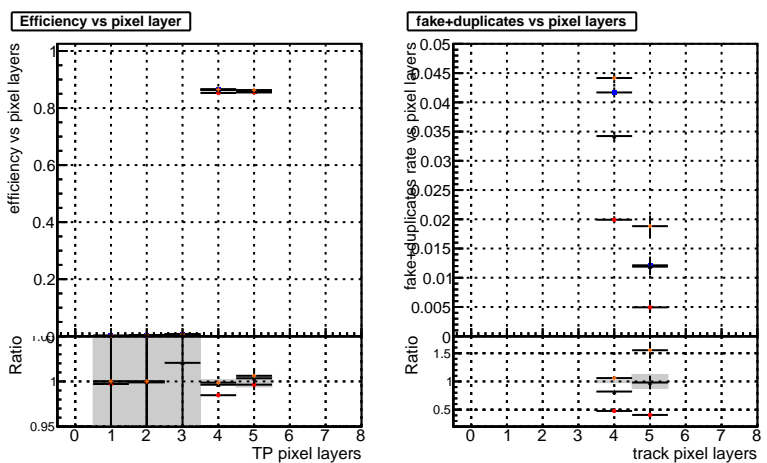 Efficiency vs pixel layer
efficiency vs pixel layers
1
0.8
0.6
0.4
0.2
0
Ratio
1
0.95
0 1 2 3 4 5 6 7 8
TP pixel layers
fake+duplicates vs pixel layers
fake+duplicates rate vs pixel layers
0.05
0.045
0.04
0.035
0.03
0.025
0.02
0.015
0.01
0.005
0
Ratio
1.5
1
0.5
0 1 2 3 4 5 6 7 8
track pixel layers